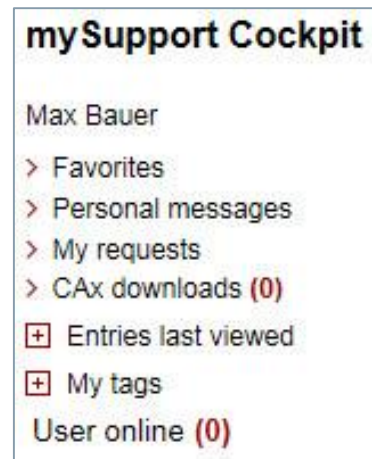 mySupport Cockpit
Max Bauer
> Favorites
> Personal messages
> My requests
> CAx downloads (0)
+ Entries last viewed
+ My tags
User online (0)